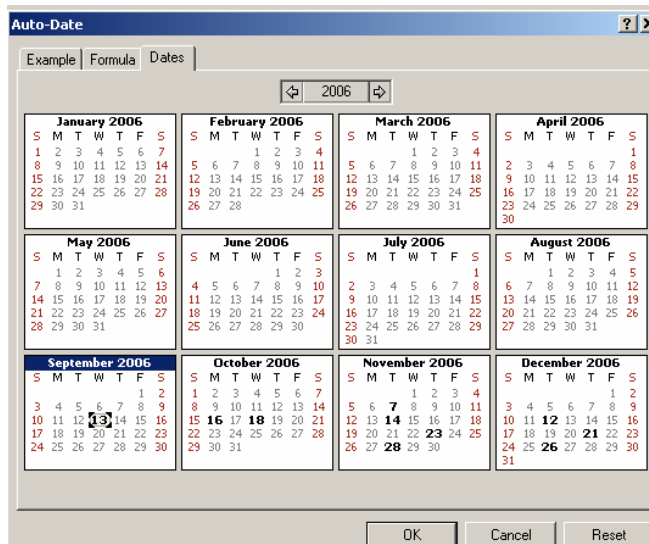 Auto-Date ? X
Example Formula Dates
2006
January 2006
S M T W T F S
1 2 3 4 5 6 7
8 9 10 11 12 13 14
15 16 17 18 19 20 21
22 23 24 25 26 27 28
29 30 31
February 2006
S M T W T F S
1 2 3 4
5 6 7 8 9 10 11
12 13 14 15 16 17 18
19 20 21 22 23 24 25
26 27 28
March 2006
S M T W T F S
1 2 3 4
5 6 7 8 9 10 11
12 13 14 15 16 17 18
19 20 21 22 23 24 25
26 27 28 29 30 31
April 2006
S M T W T F S
1
2 3 4 5 6 7 8
9 10 11 12 13 14 15
16 17 18 19 20 21 22
23 24 25 26 27 28 29
30
May 2006
S M T W T F S
1 2 3 4 5 6
7 8 9 10 11 12 13
14 15 16 17 18 19 20
21 22 23 24 25 26 27
28 29 30 31
June 2006
S M T W T F S
1 2 3
4 5 6 7 8 9 10
11 12 13 14 15 16 17
18 19 20 21 22 23 24
25 26 27 28 29 30
July 2006
S M T W T F S
1
2 3 4 5 6 7 8
9 10 11 12 13 14 15
16 17 18 19 20 21 22
23 24 25 26 27 28 29
30 31
August 2006
S M T W T F S
1 2 3 4 5
6 7 8 9 10 11 12
13 14 15 16 17 18 19
20 21 22 23 24 25 26
27 28 29 30 31
September 2006
S M T W T F S
1 2
3 4 5 6 7 8 9
10 11 12 13 14 15 16
17 18 19 20 21 22 23
24 25 26 27 28 29 30
October 2006
S M T W T F S
1 2 3 4 5 6 7
8 9 10 11 12 13 14
15 16 17 18 19 20 21
22 23 24 25 26 27 28
29 30 31
November 2006
S M T W T F S
1 2 3 4
5 6 7 8 9 10 11
12 13 14 15 16 17 18
19 20 21 22 23 24 25
26 27 28 29 30
December 2006
S M T W T F S
1 2
3 4 5 6 7 8 9
10 11 12 13 14 15 16
17 18 19 20 21 22 23
24 25 26 27 28 29 30
31
OK Cancel Reset